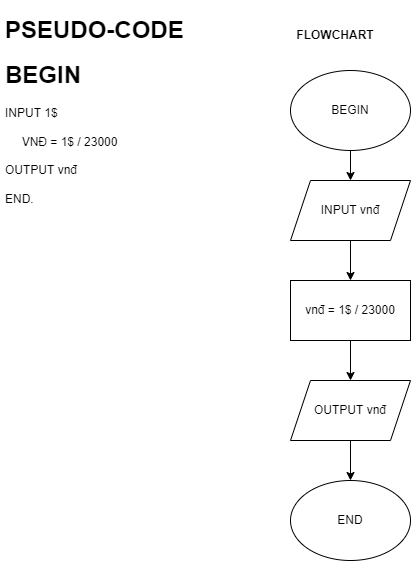 PSEUDO-CODE
BEGIN
INPUT 1$
VNĐ = 1$ / 23000
OUTPUT vnđ
END.
FLOWCHART
BEGIN
INPUT vnđ
vnđ = 1$ / 23000
OUTPUT vnđ
END